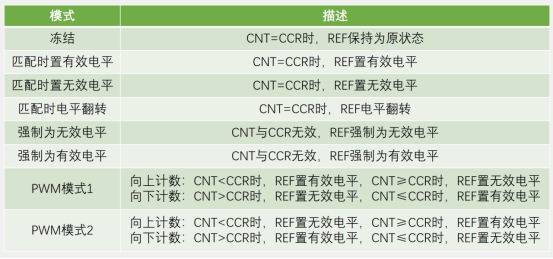 模式 描述
冻结 CNT=CCR时，REF保持为原状态
匹配时置有效电平 CNT=CCR时，REF置有效电平
匹配时置无效电平 CNT=CCR时，REF置无效电平
匹配时电平翻转 CNT=CCR时，REF电平翻转
强制为无效电平 CNT与CCR无效，REF强制为无效电平
强制为有效电平 CNT与CCR无效，REF强制为有效电平
PWM模式1
向上计数：CNT<CCR时，REF置有效电平，CNT≥CCR时，REF置无效电平
向下计数：CNT>CCR时，REF置无效电平，CNT≤CCR时，REF置有效电平
PWM模式2
向上计数：CNT<CCR时，REF置无效电平，CNT≥CCR时，REF置有效电平
向下计数：CNT>CCR时，REF置有效电平，CNT≤CCR时，REF置无效电平